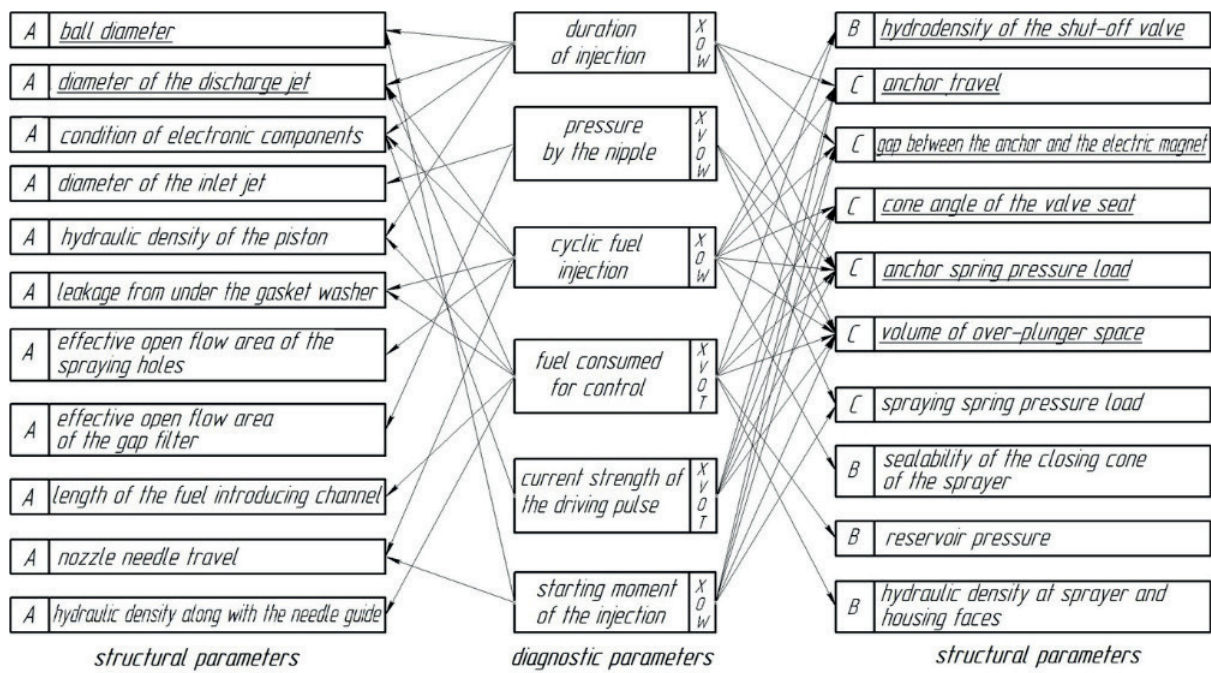 A ball diameter
A diameter of the discharge jet
A condition of electronic components
A diameter of the inlet jet
A hydraulic density of the piston
A leakage from under the gasket washer
A effective open flow area of the
spraying holes
A effective open flow area
of the gap filter
A length of the fuel introducing channel
A nozzle needle travel
A hydraulic density along with the needle guide
structural parameters
duration
of injection
X
O
W
pressure
by the nipple
X
V
O
W
cyclic fuel
injection
X
O
W
fuel consumed
for control
X
V
O
T
current strength of
the driving pulse
X
V
O
T
starting moment
of the injection
X
O
W
diagnostic parameters
B hydrodensity of the shut-off valve
C anchor travel
C gap between the anchor and the electric magnet
C cone angle of the valve seat
C anchor spring pressure load
C volume of over-plunger space
C spraying spring pressure load
B sealability of the closing cone
of the sprayer
B reservoir pressure
B hydraulic density at sprayer and
housing faces
structural parameters